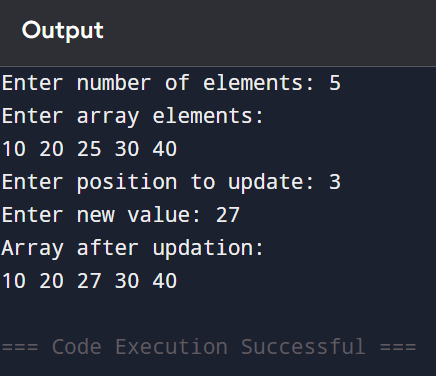 Output
Enter number of elements: 5
Enter array elements:
10 20 25 30 40
Enter position to update: 3
Enter new value: 27
Array after updation:
10 20 27 30 40
=== Code Execution Successful ===